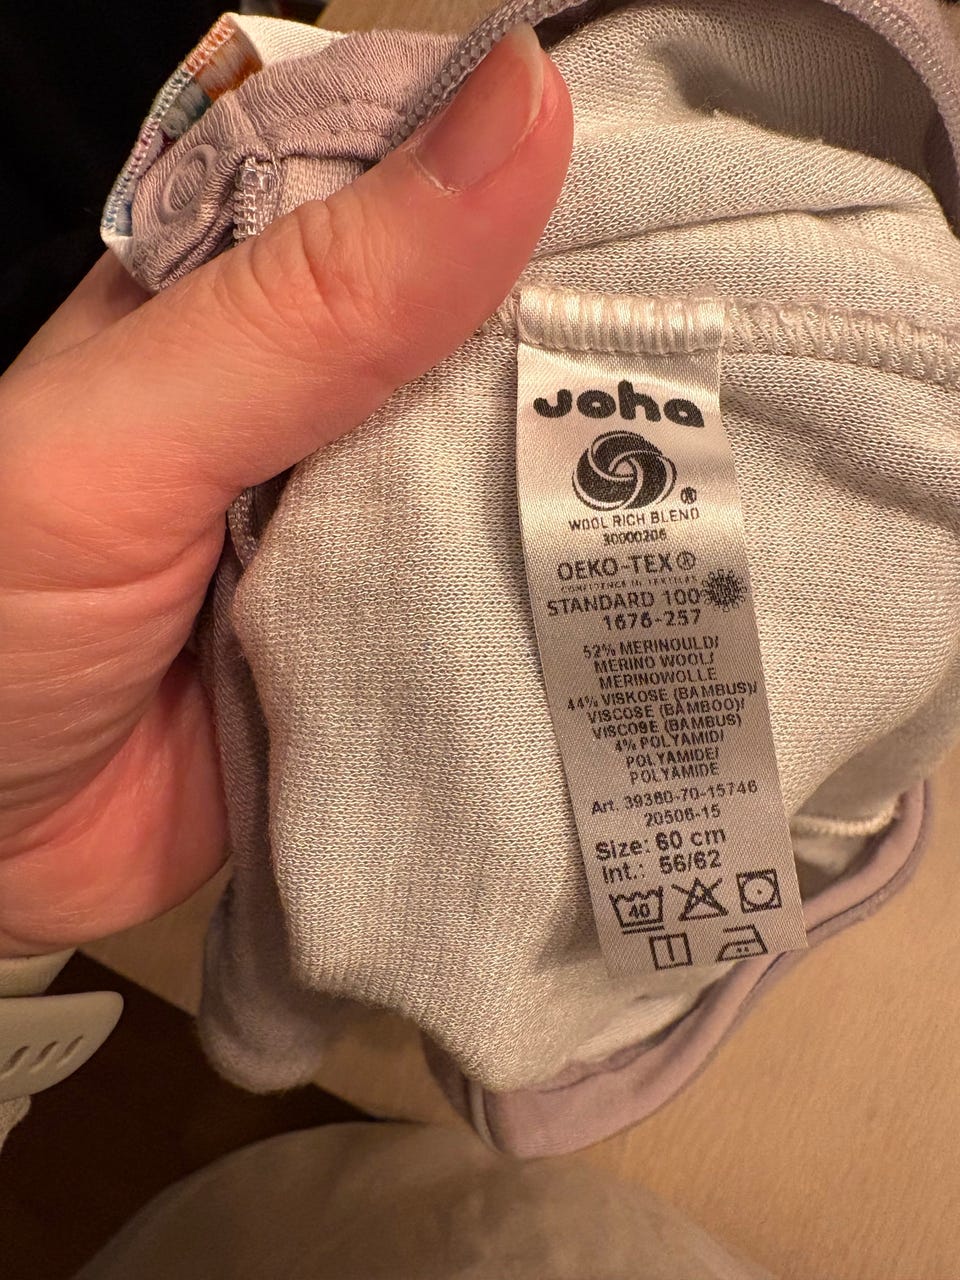 Joha
®
WOOL RICH BLEND
30000206
OEKO-TEX®
CONFIDENCE IN TEXTILES
STANDARD 100
1676-257
52% MERINOULD/
MERINO WOOL/
MERINOWOLLE
44% VISKOSE (BAMBUS)/
VISCOSE (BAMBOO)/
VISCOSE (BAMBUS)
4% POLYAMID/
POLYAMIDE/
POLYAMIDE
Art. 39380-70-15746
20506-15
Size: 60 cm
Int.: 56/62
40